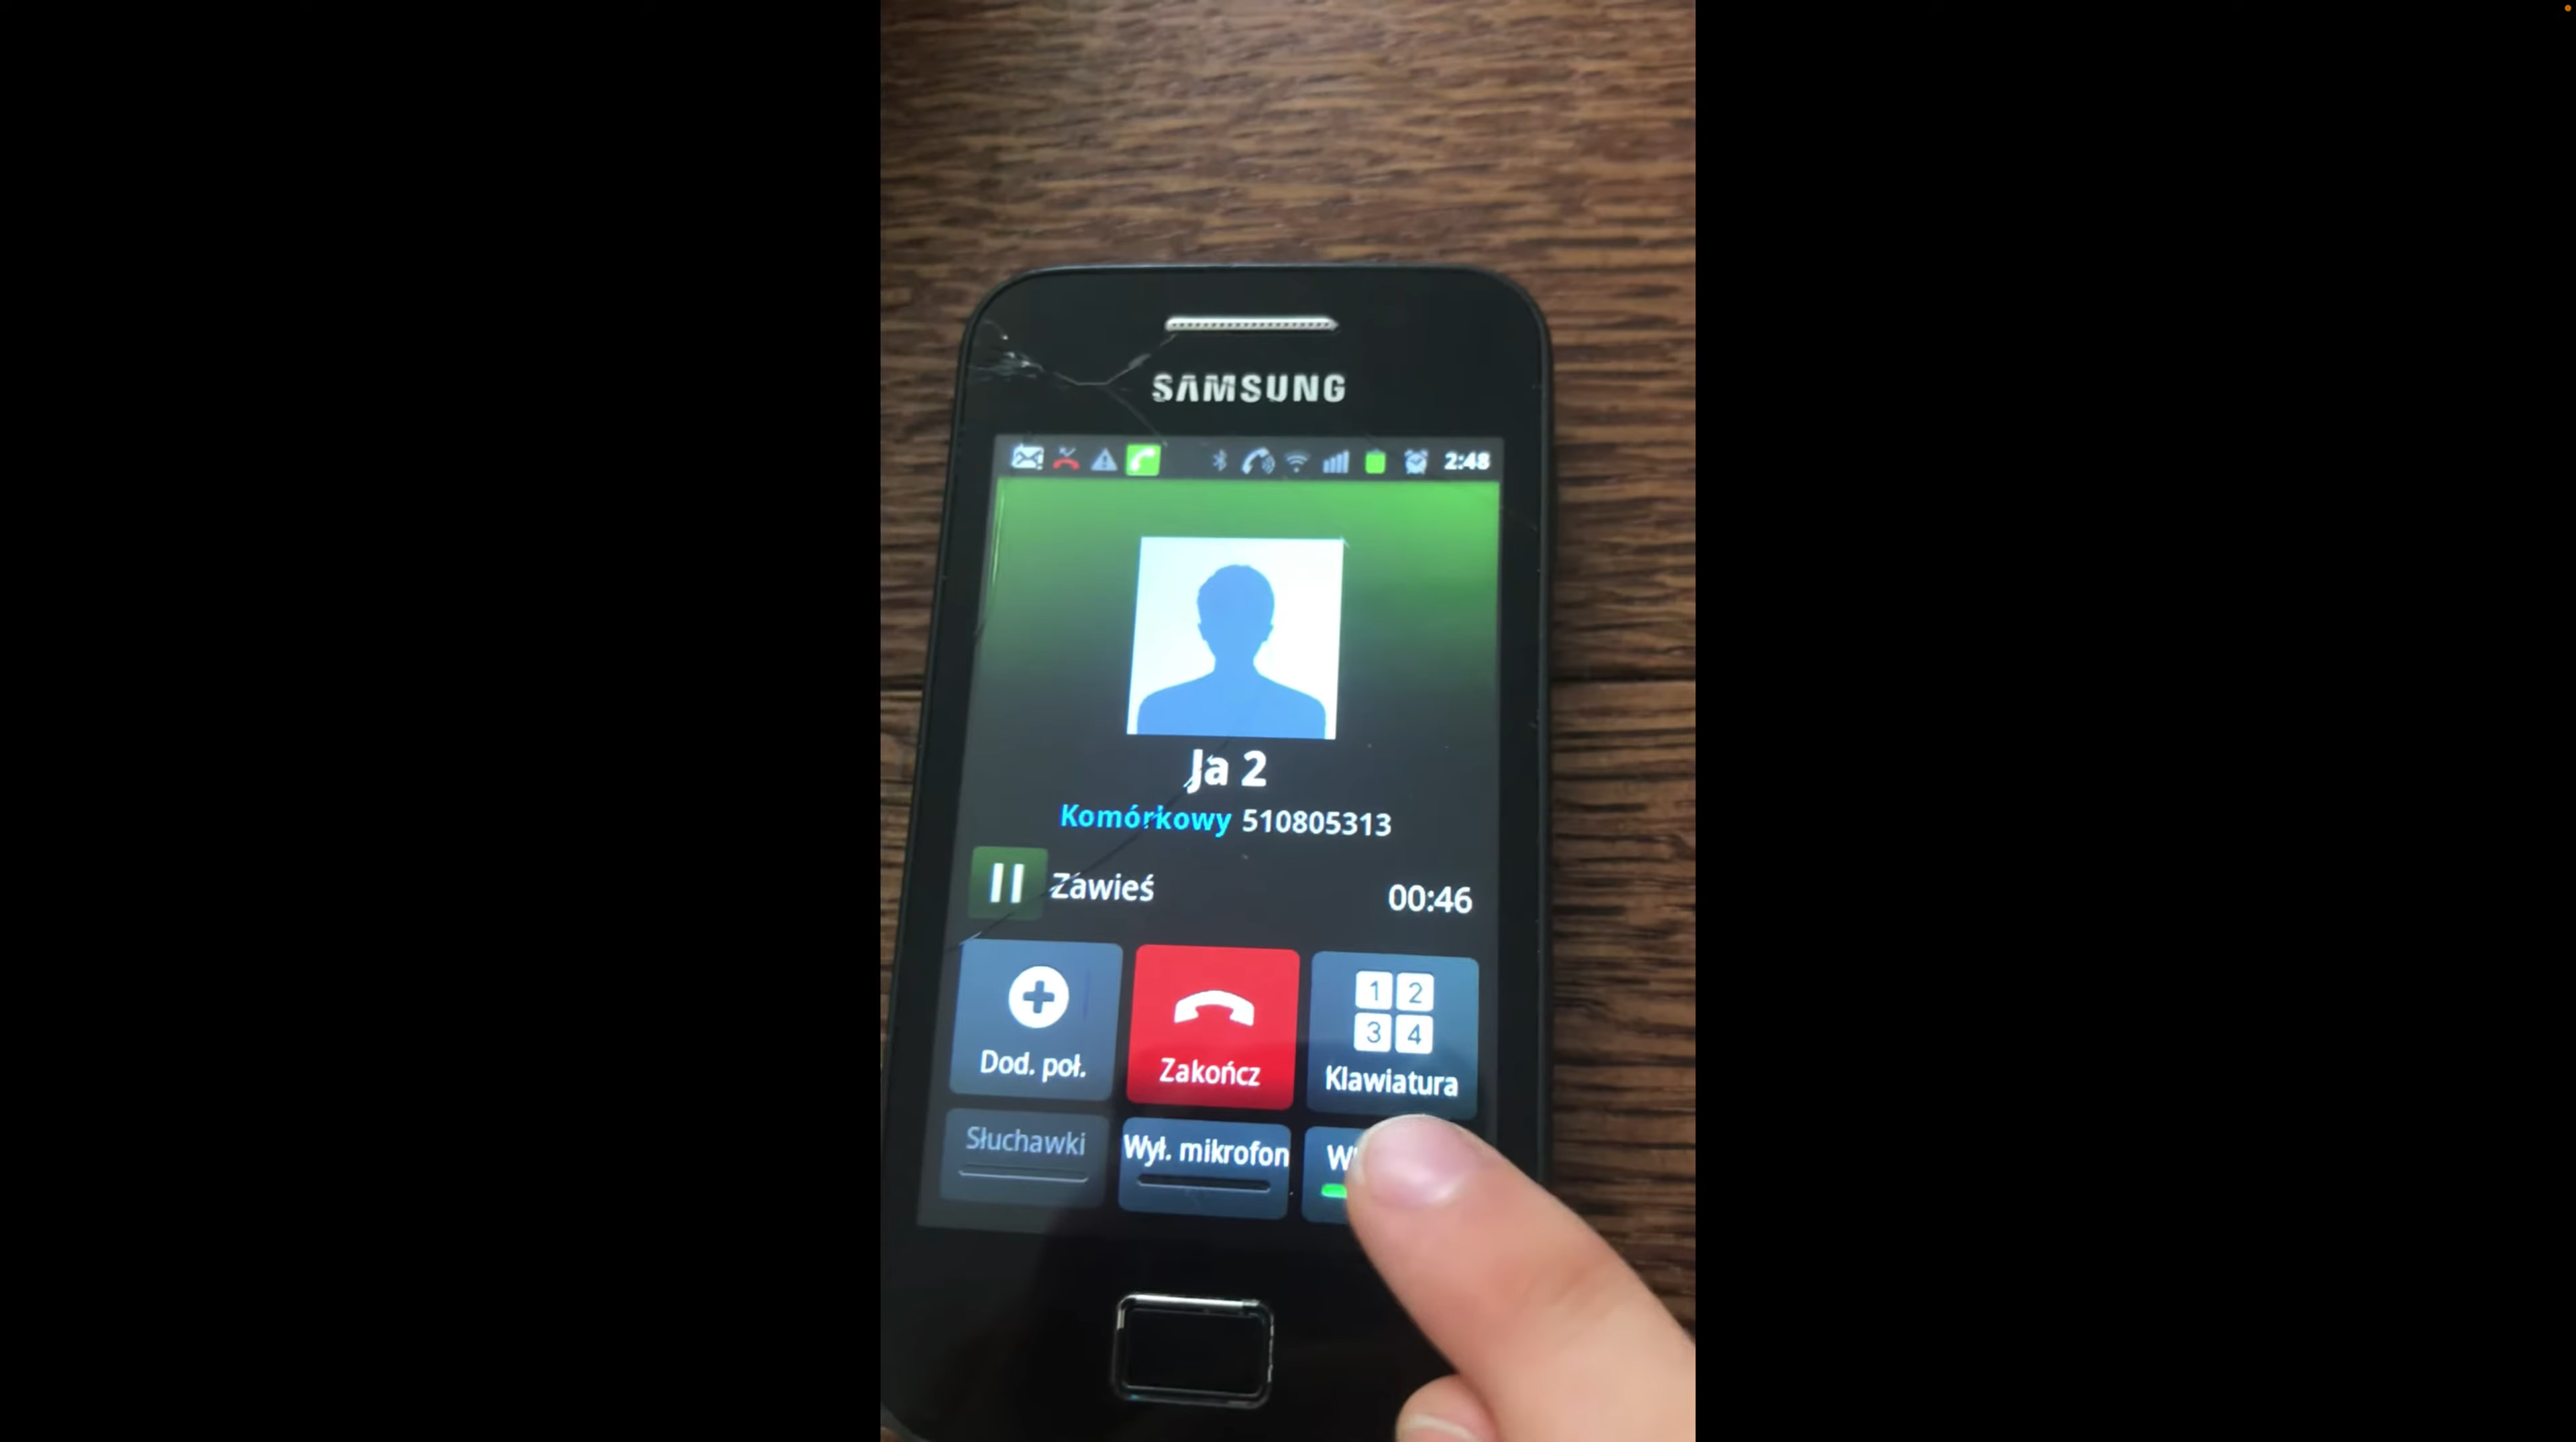 SAMSUNG
2:48
Ja 2
Komórkowy 510805313
Zawieś 00:46
1 2
3 4
Dod. poł. Zakończ Klawiatura
Słuchawki Wył. mikrofon